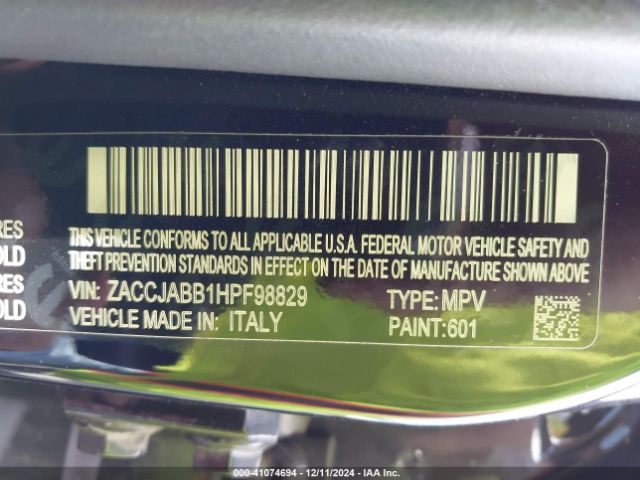 THIS VEHICLE CONFORMS TO ALL APPLICABLE U.S.A. FEDERAL MOTOR VEHICLE SAFETY AND
RES
THEFT PREVENTION STANDARDS IN EFFECT ON THE DATE OF MANUFACTURE SHOWN ABOVE
OLD
VIN: ZACCJABB1HPF98829 TYPE: MPV
RES
VEHICLE MADE IN: ITALY PAINT:601
OLD
000-41074694 - 12/11/2024 - IAA Inc.